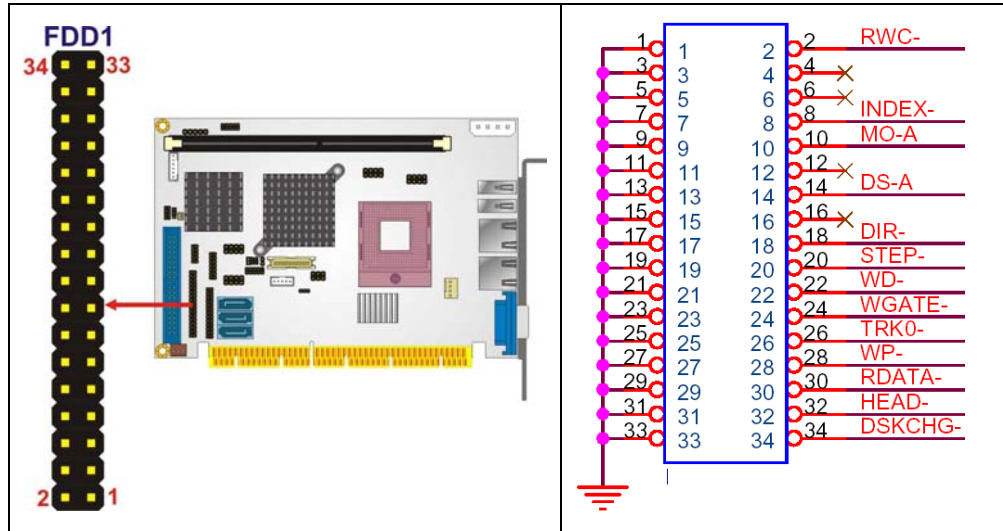 FDD1
34 33
2 1
1 1 2 2 RWC-
3 3 4 4
5 5 6 6
7 7 8 8 INDEX-
9 9 10 10 MO-A
11 11 12 12
13 13 14 14 DS-A
15 15 16 16
17 17 18 18 DIR-
19 19 20 20 STEP-
21 21 22 22 WD-
23 23 24 24 WGATE-
25 25 26 26 TRK0-
27 27 28 28 WP-
29 29 30 30 RDATA-
31 31 32 32 HEAD-
33 33 34 34 DSKCHG-